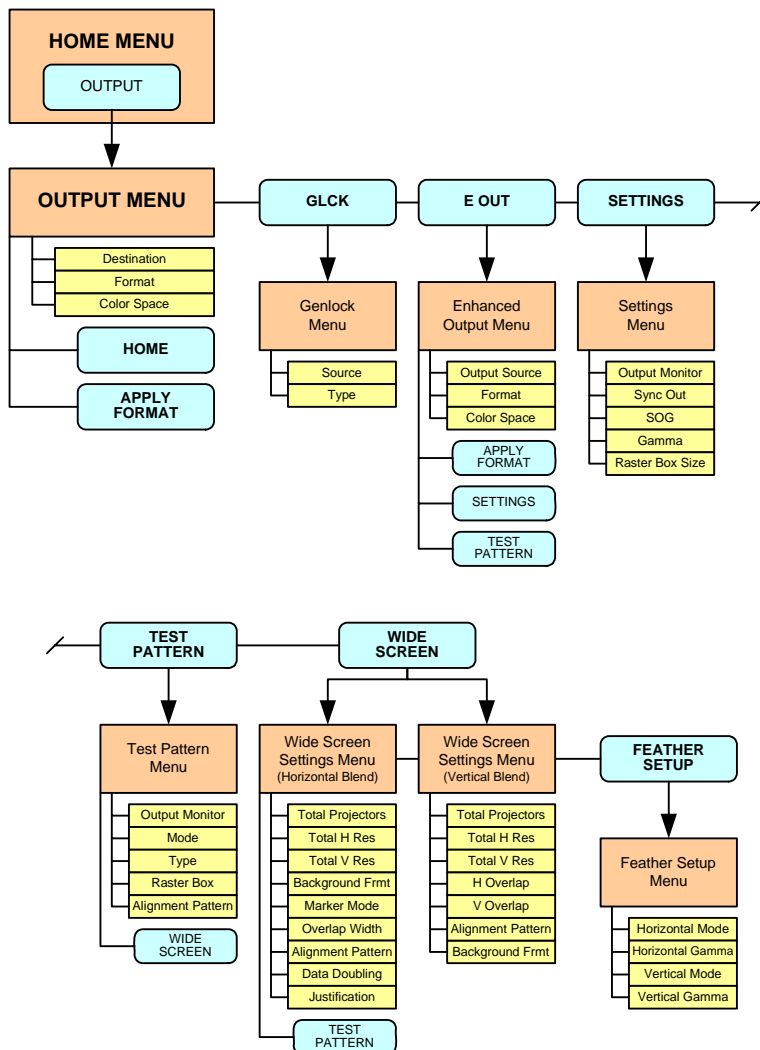 HOME MENU
OUTPUT
OUTPUT MENU
GLCK
E OUT
SETTINGS
Destination
Format
Color Space
HOME
APPLY
FORMAT
Genlock
Menu
Source
Type
Enhanced
Output Menu
Output Source
Format
Color Space
APPLY
FORMAT
SETTINGS
TEST
PATTERN
Settings
Menu
Output Monitor
Sync Out
SOG
Gamma
Raster Box Size
TEST
PATTERN
WIDE
SCREEN
Test Pattern
Menu
Output Monitor
Mode
Type
Raster Box
Alignment Pattern
WIDE
SCREEN
Wide Screen
Settings Menu
(Horizontal Blend)
Total Projectors
Total H Res
Total V Res
Background Frmt
Marker Mode
Overlap Width
Alignment Pattern
Data Doubling
Justification
TEST
PATTERN
Wide Screen
Settings Menu
(Vertical Blend)
Total Projectors
Total H Res
Total V Res
H Overlap
V Overlap
Alignment Pattern
Background Frmt
FEATHER
SETUP
Feather Setup
Menu
Horizontal Mode
Horizontal Gamma
Vertical Mode
Vertical Gamma